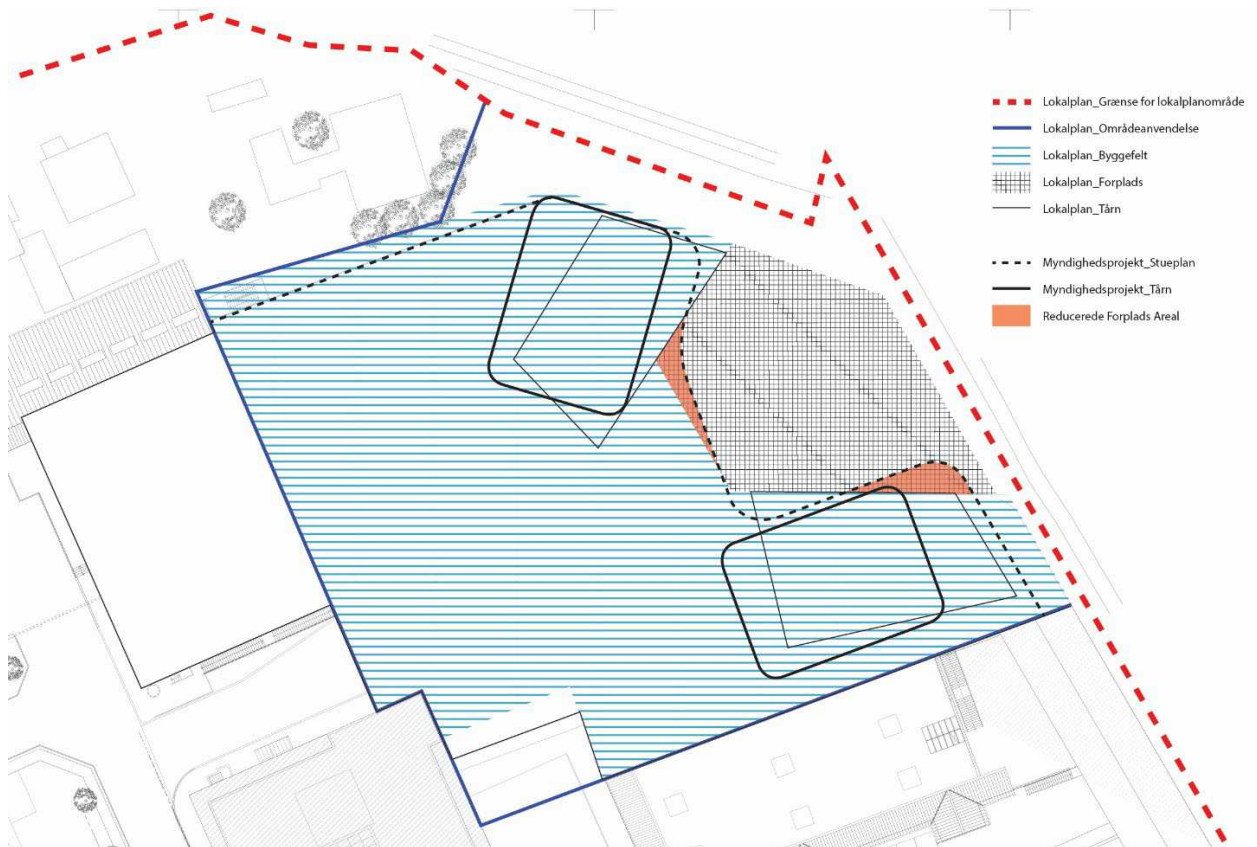 Lokalplan_Grænse for lokalplanområde
Lokalplan_Områdeanvendelse
Lokalplan_Byggefelt
Lokalplan_Forplads
Lokalplan_Tårn
Myndighedsprojekt_Stueplan
Myndighedsprojekt_Tårn
Reducerede Forplads Areal